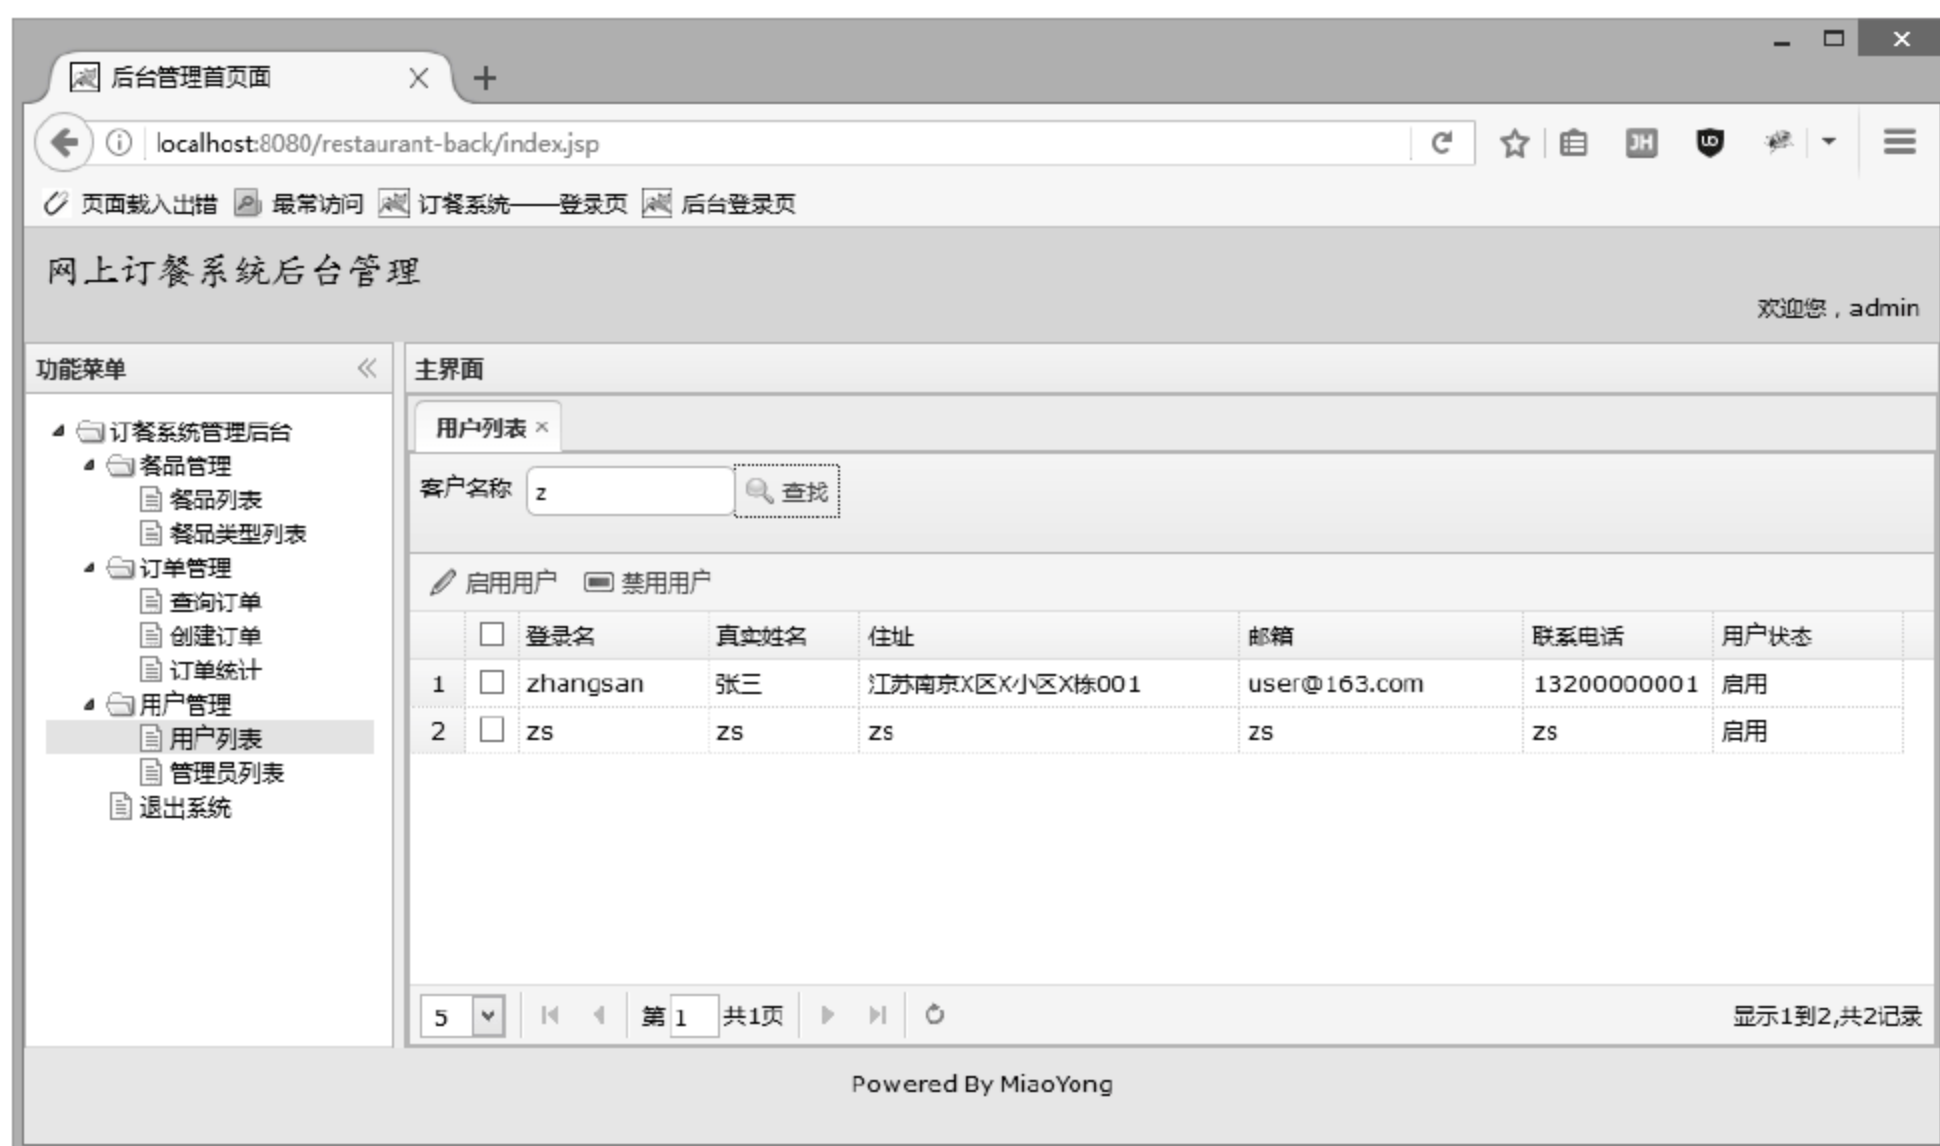 后台管理首页面
localhost:8080/restaurant-back/index.jsp
页面载入出错 最常访问 订餐系统——登录页 后台登录页
网上订餐系统后台管理
欢迎您，admin
功能菜单
订餐系统管理后台
餐品管理
餐品列表
餐品类型列表
订单管理
查询订单
创建订单
订单统计
用户管理
用户列表
管理员列表
退出系统
主界面
用户列表
客户名称 z 查找
启用用户 禁用用户
登录名 真实姓名 住址 邮箱 联系电话 用户状态
1 zhangsan 张三 江苏南京X区X小区X栋001 user@163.com 13200000001 启用
2 zs zs zs zs zs 启用
5 第 1 共1页 显示1到2,共2记录
Powered By MiaoYong